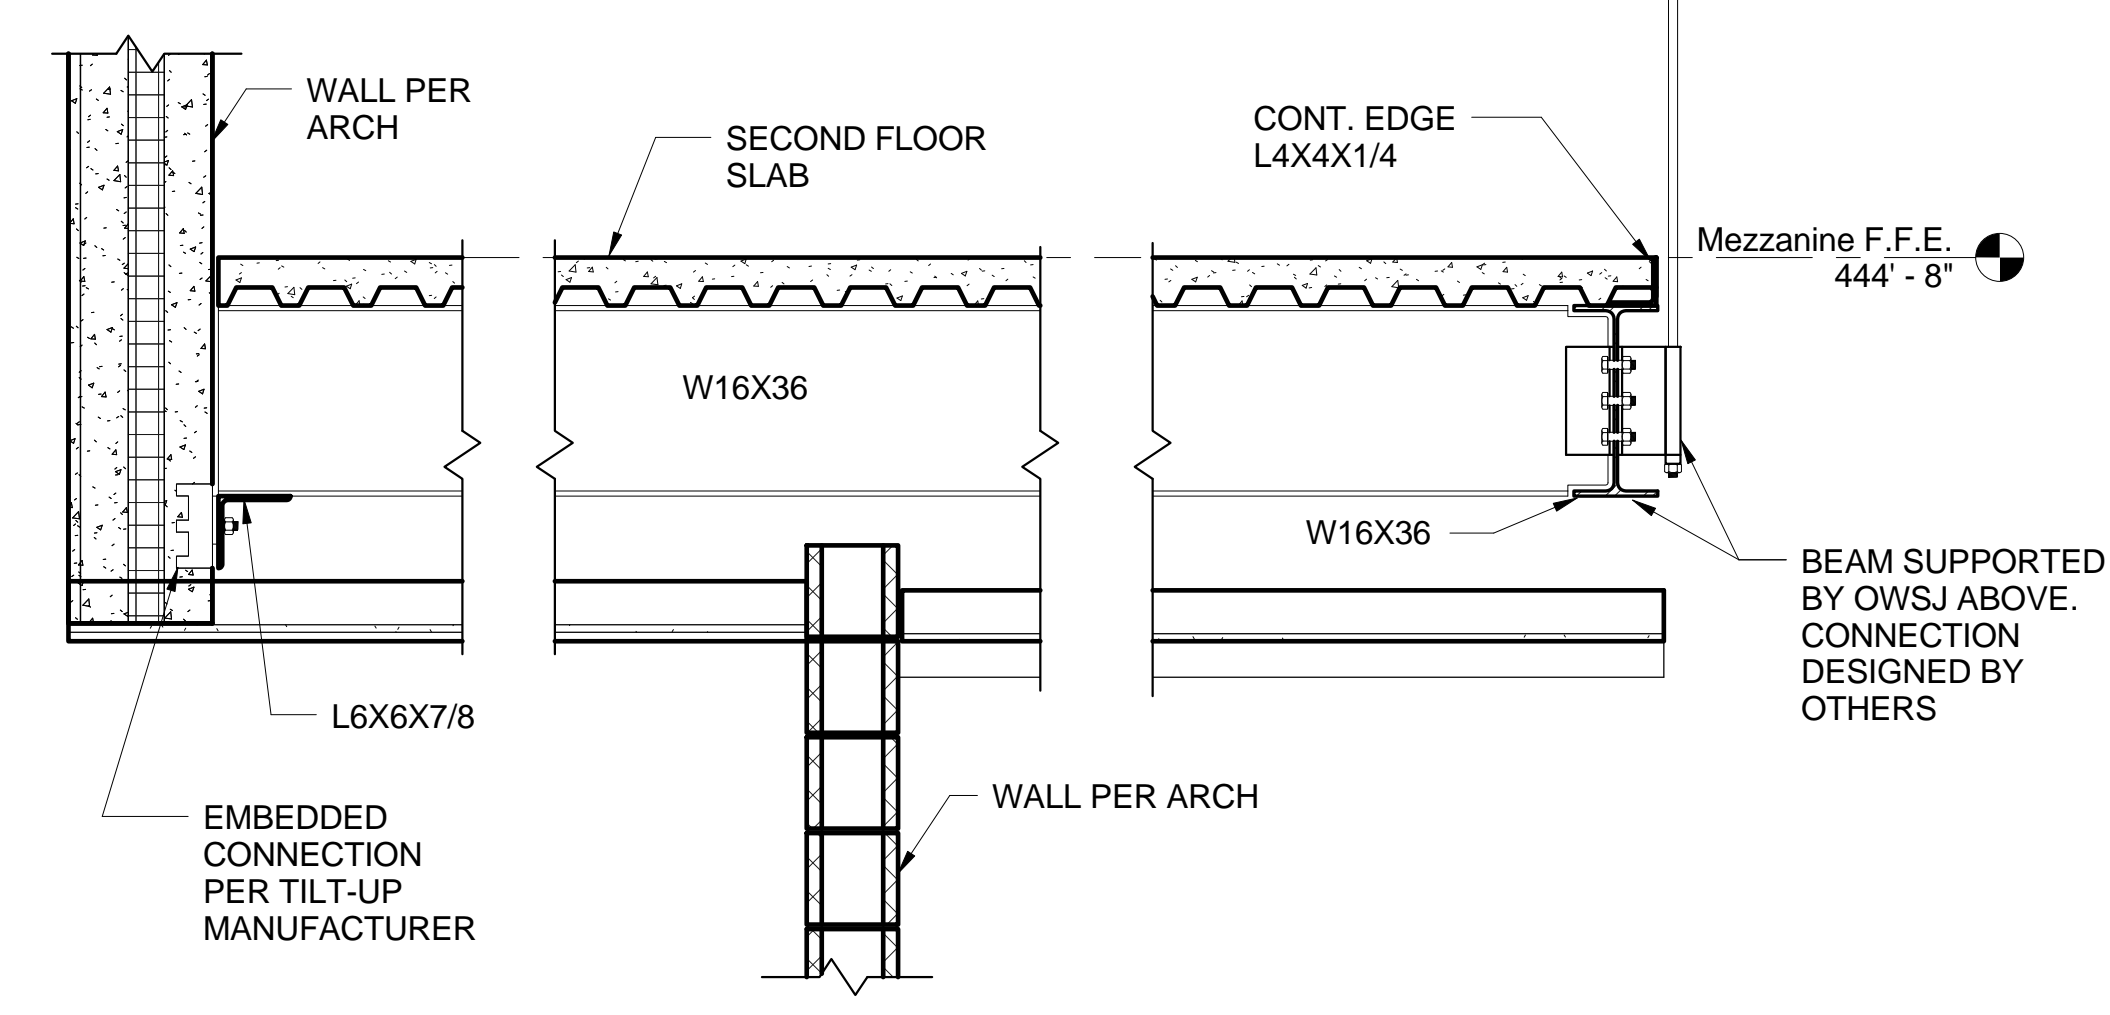 WALL PER
ARCH
SECOND FLOOR
SLAB
CONT. EDGE
L4X4X1/4
Mezzanine F.F.E.
444' - 8"
W16X36
W16X36
BEAM SUPPORTED
BY OWSJ ABOVE.
CONNECTION
DESIGNED BY
OTHERS
L6X6X7/8
WALL PER ARCH
EMBEDDED
CONNECTION
PER TILT-UP
MANUFACTURER